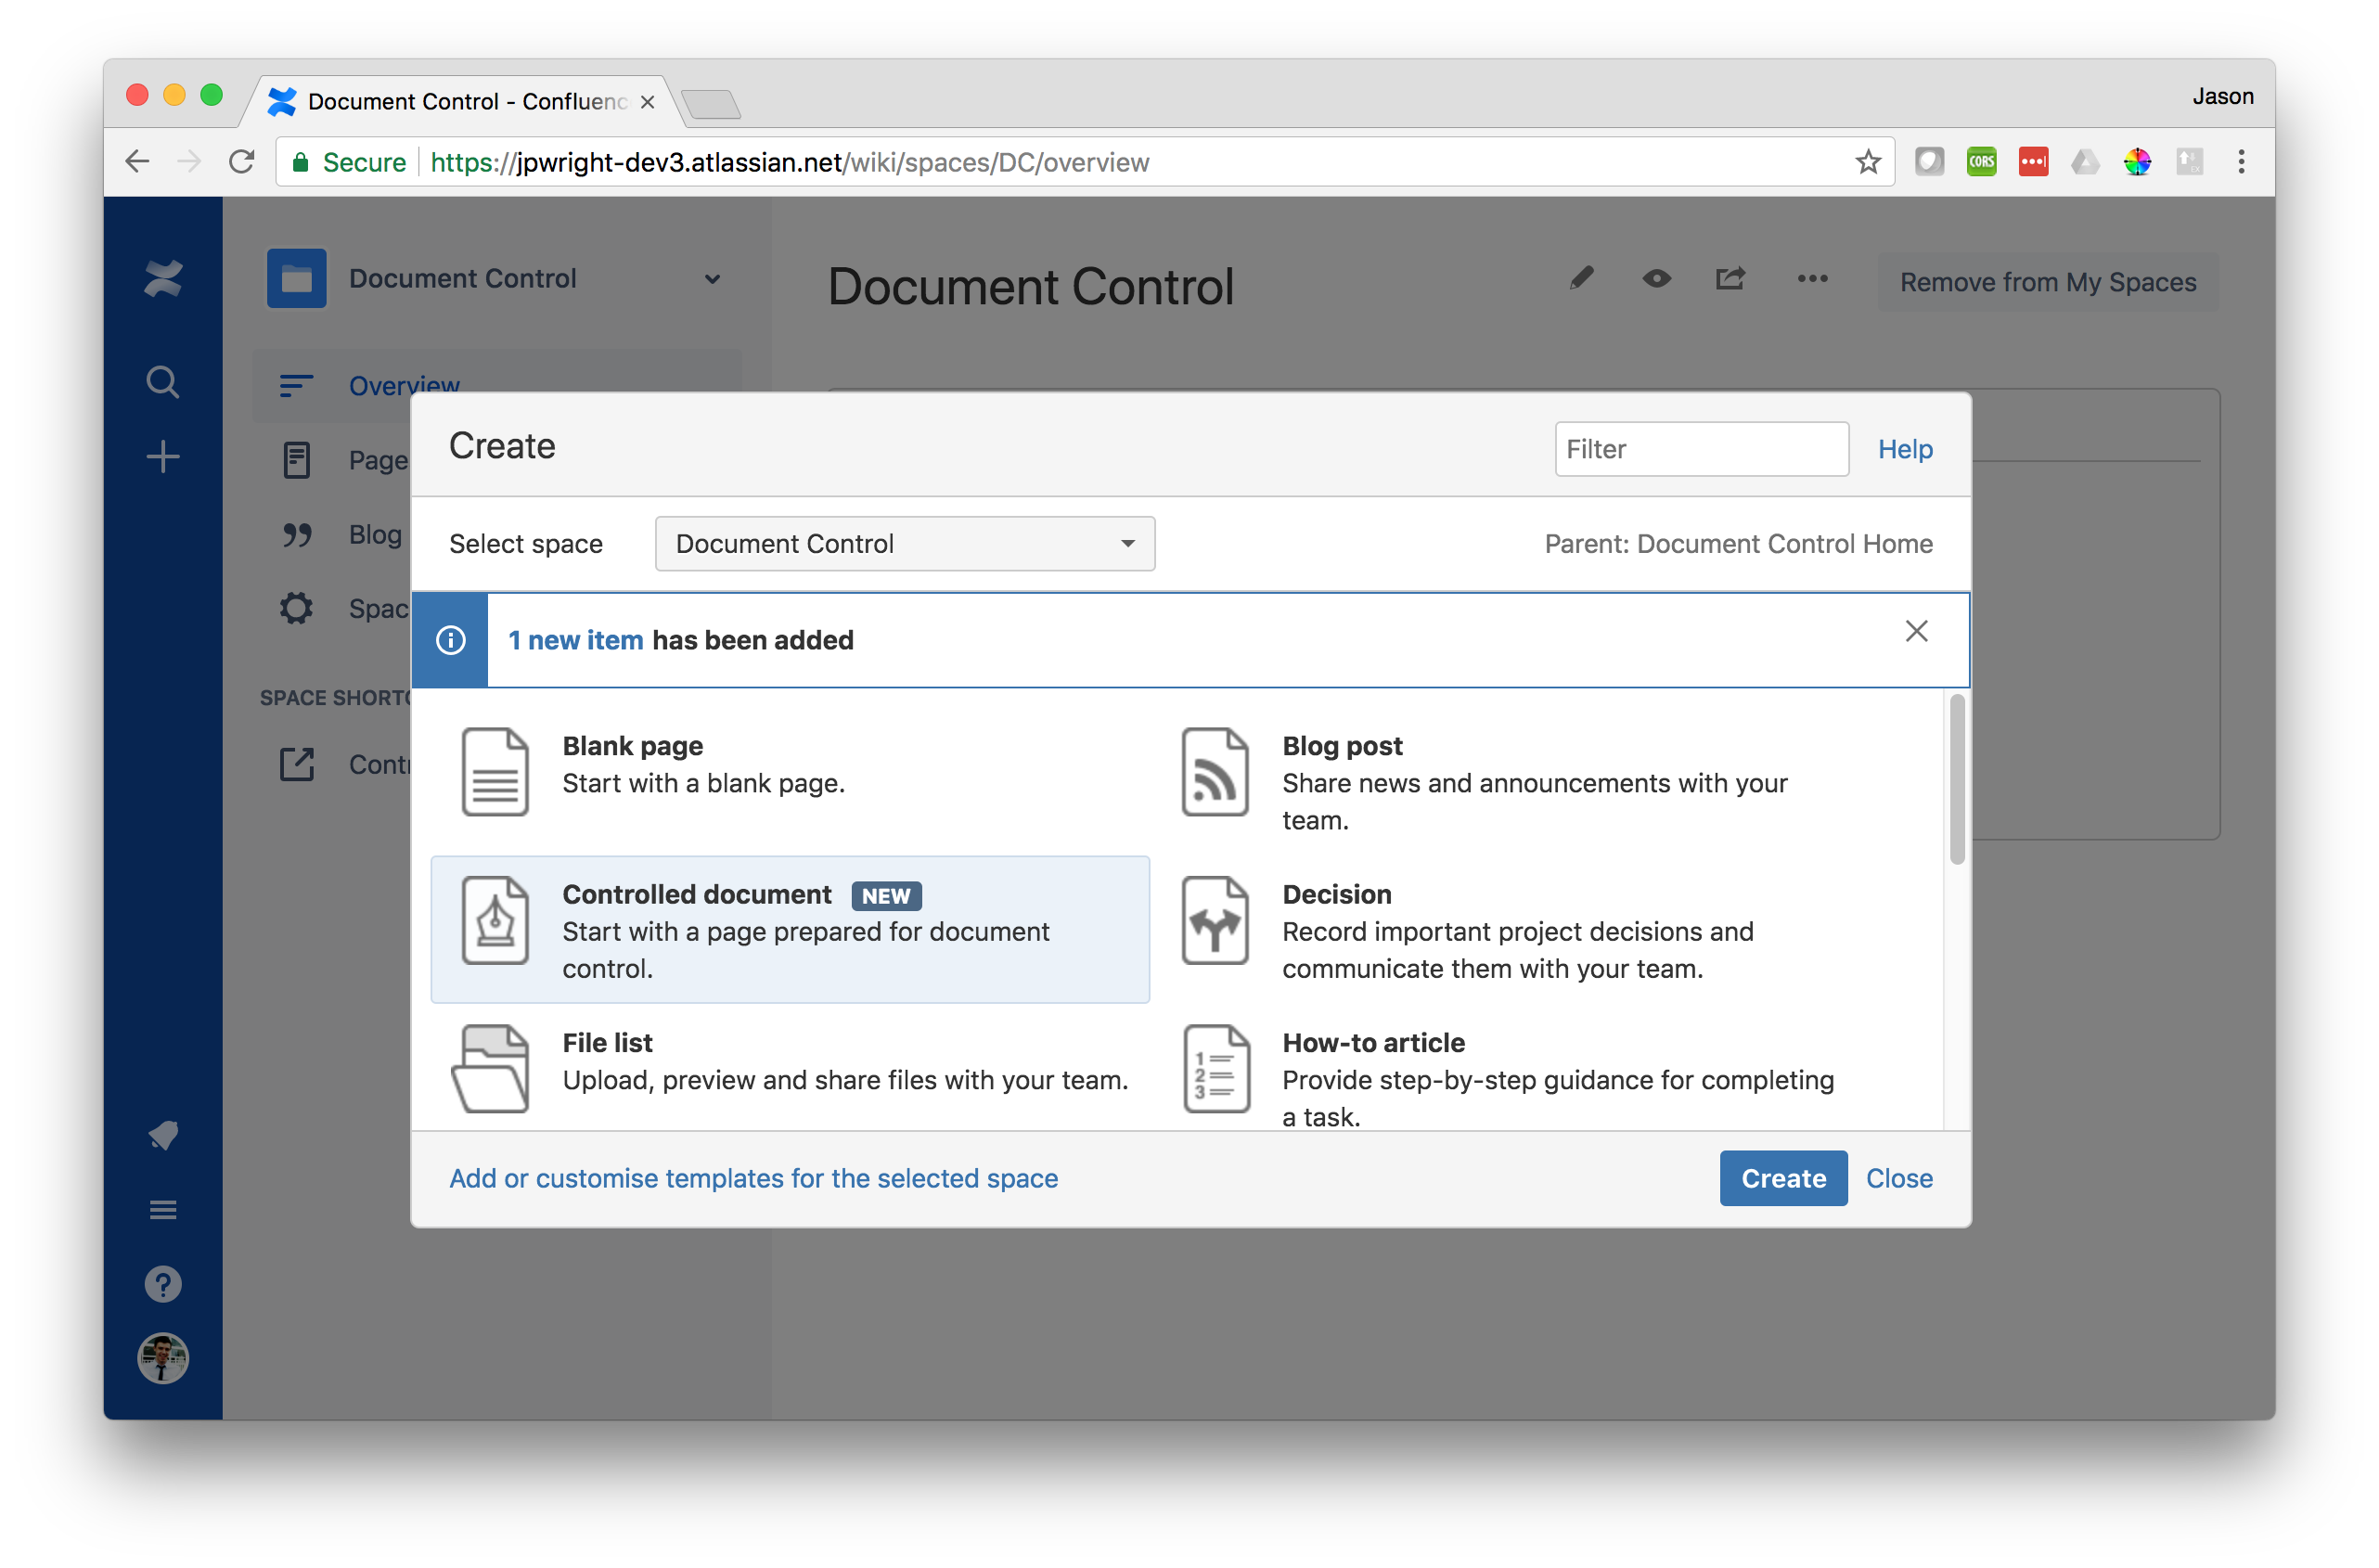 Document Control - Confluenc
Jason
Secure https://jpwright-dev3.atlassian.net/wiki/spaces/DC/overview
CORS
Document Control
Document Control
Remove from My Spaces
Overview
Page
Blog
Spac
SPACE SHORTC
Contr
Create
Filter
Help
Select space
Document Control
Parent: Document Control Home
1 new item has been added
Blank page
Start with a blank page.
Blog post
Share news and announcements with your
team.
Controlled document NEW
Start with a page prepared for document
control.
Decision
Record important project decisions and
communicate them with your team.
File list
Upload, preview and share files with your team.
How-to article
Provide step-by-step guidance for completing
a task.
1
2
3
Add or customise templates for the selected space
Create
Close